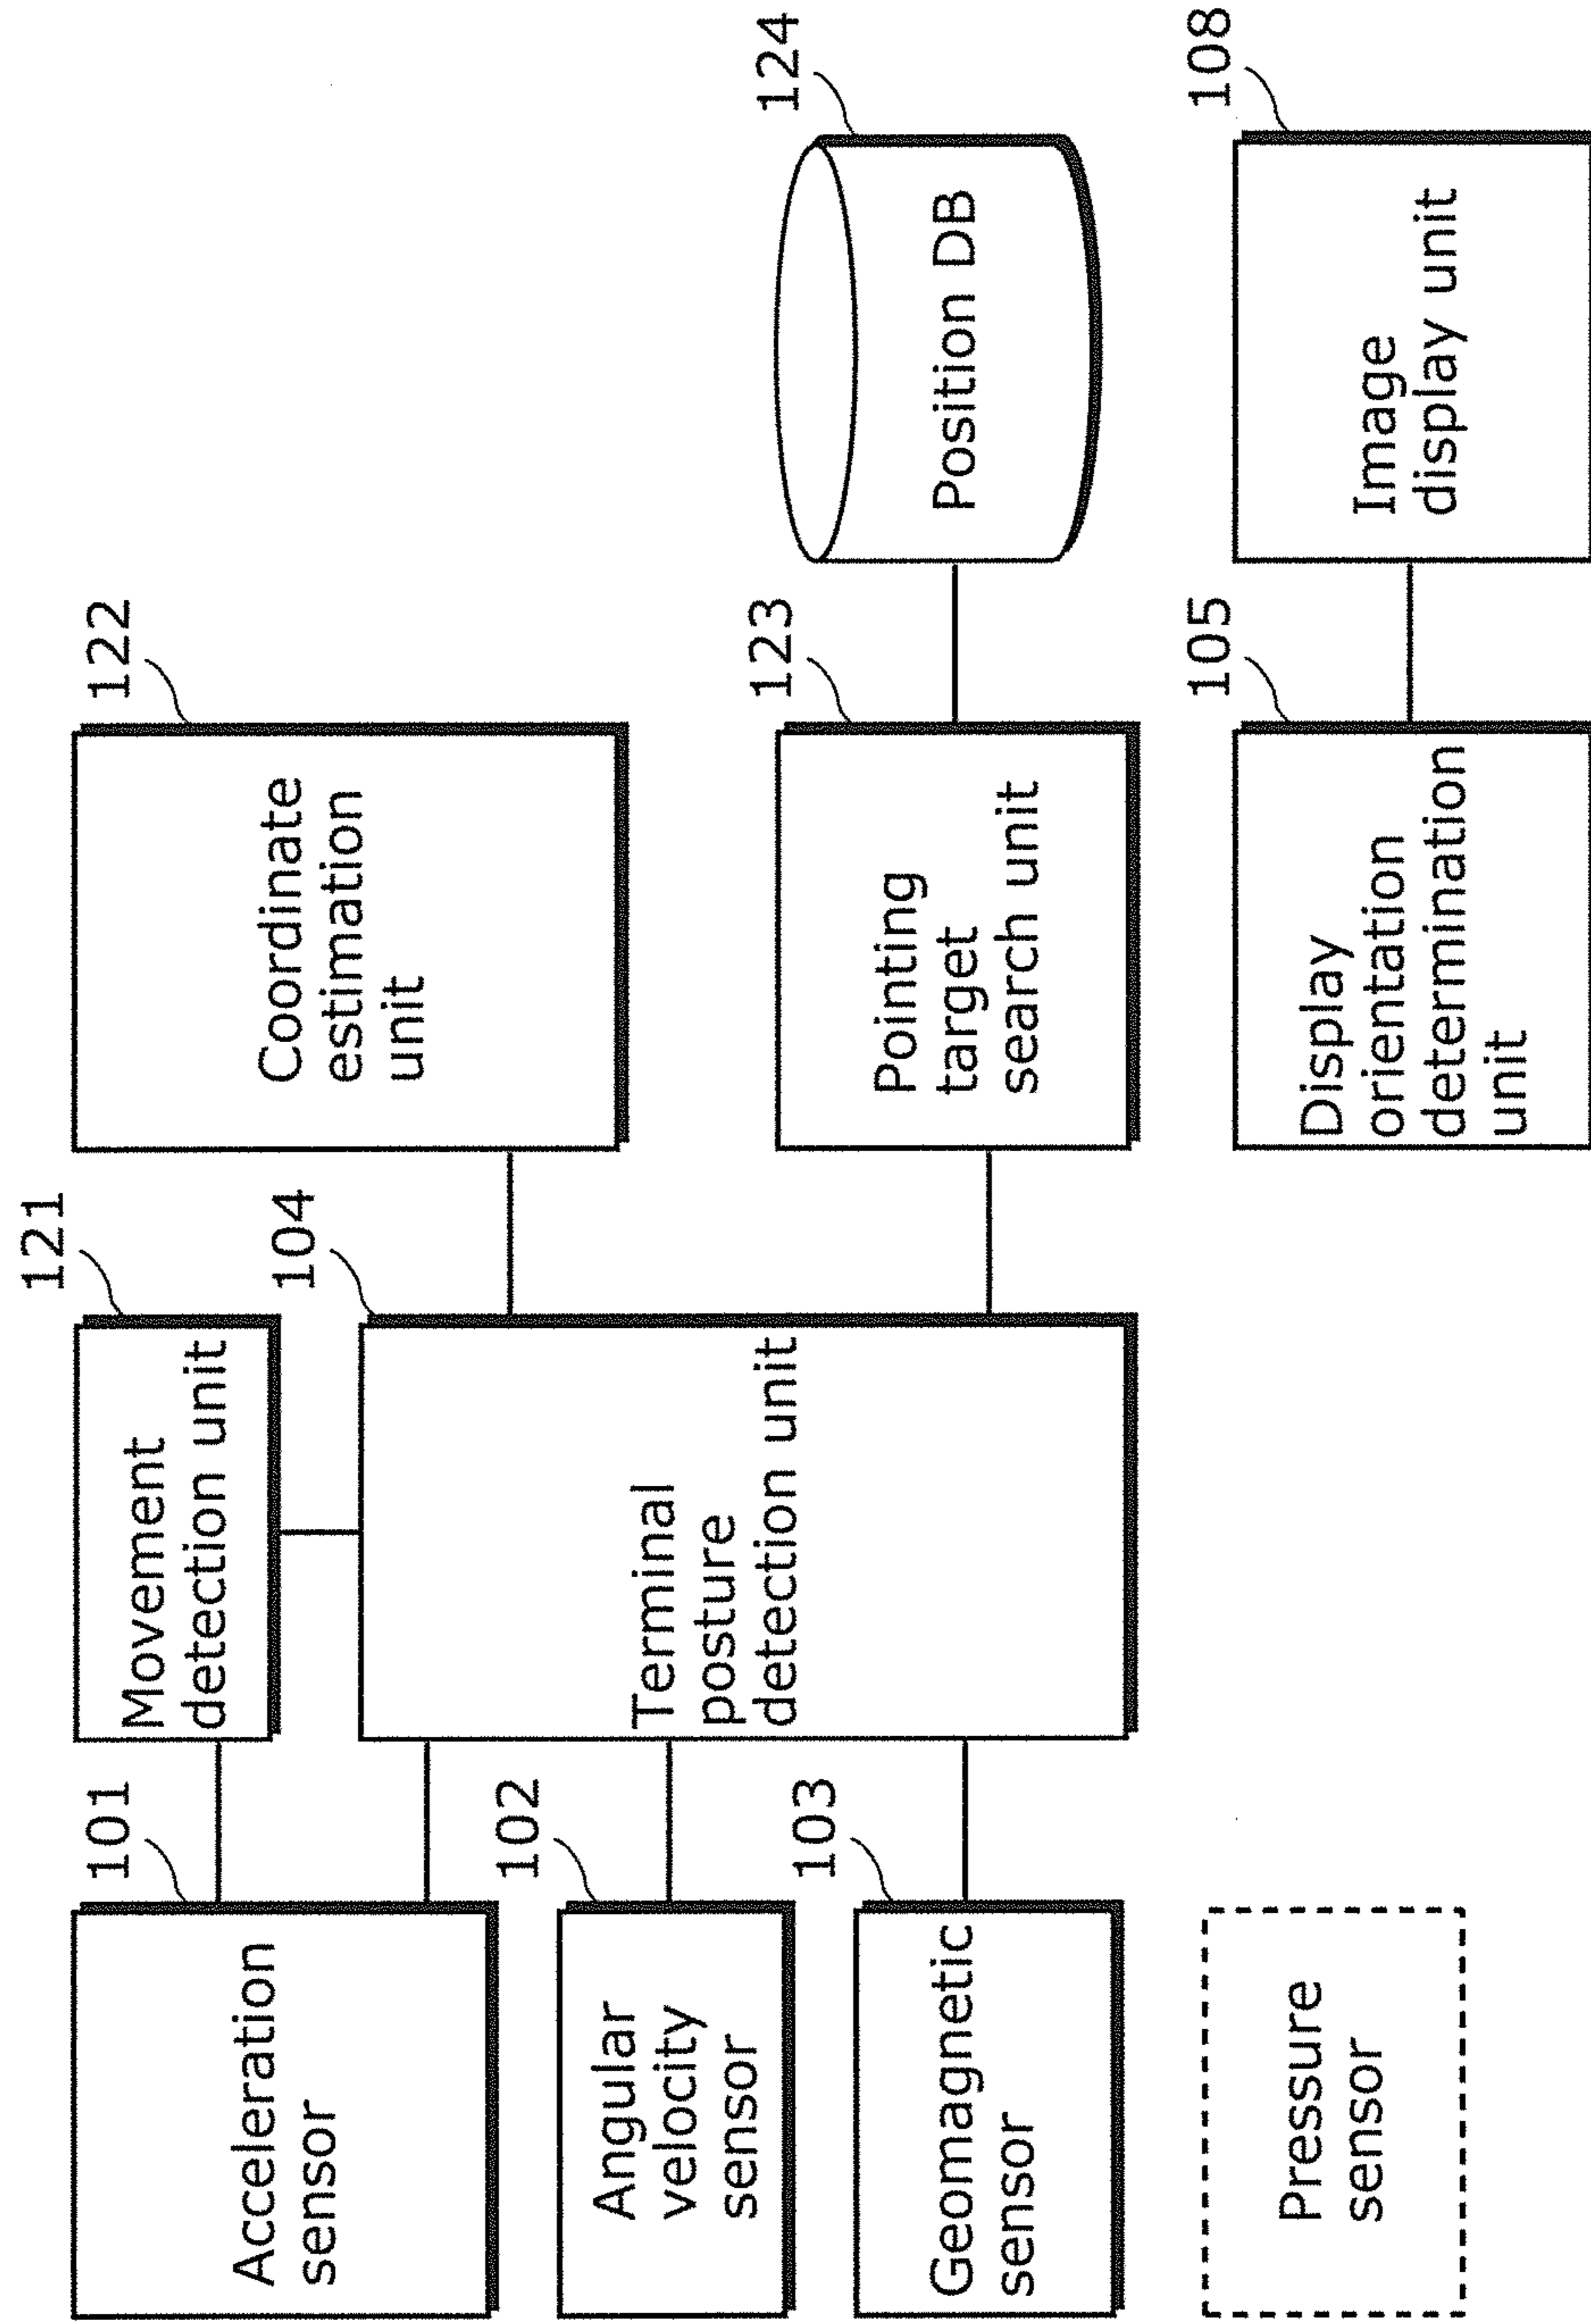 101
Acceleration
sensor
102
Angular
velocity
sensor
103
Geomagnetic
sensor
Pressure
sensor
121
Movement
detection unit
104
Terminal
posture
detection unit
122
Coordinate
estimation
unit
123
Pointing
target
search unit
105
Display
orientation
determination
unit
124
Position DB
108
Image
display unit